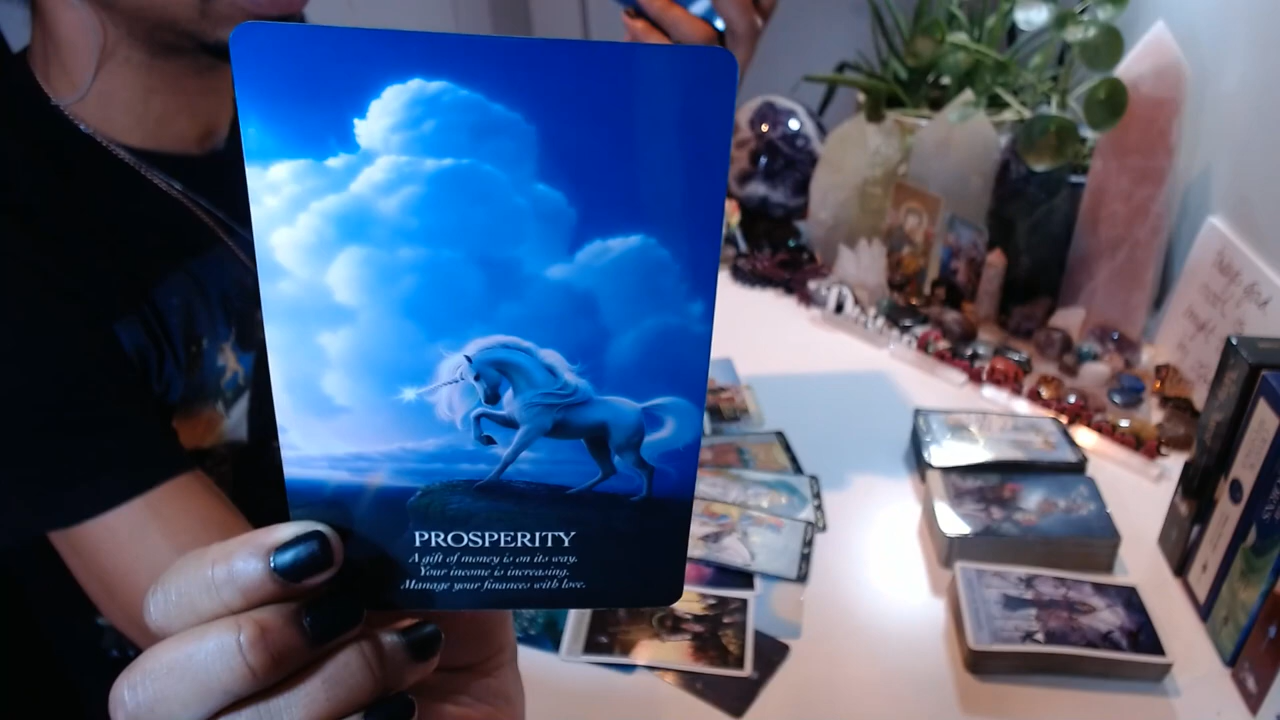 PROSPERITY
A gift of money is on its way.
Your income is increasing.
Manage your finances with love.